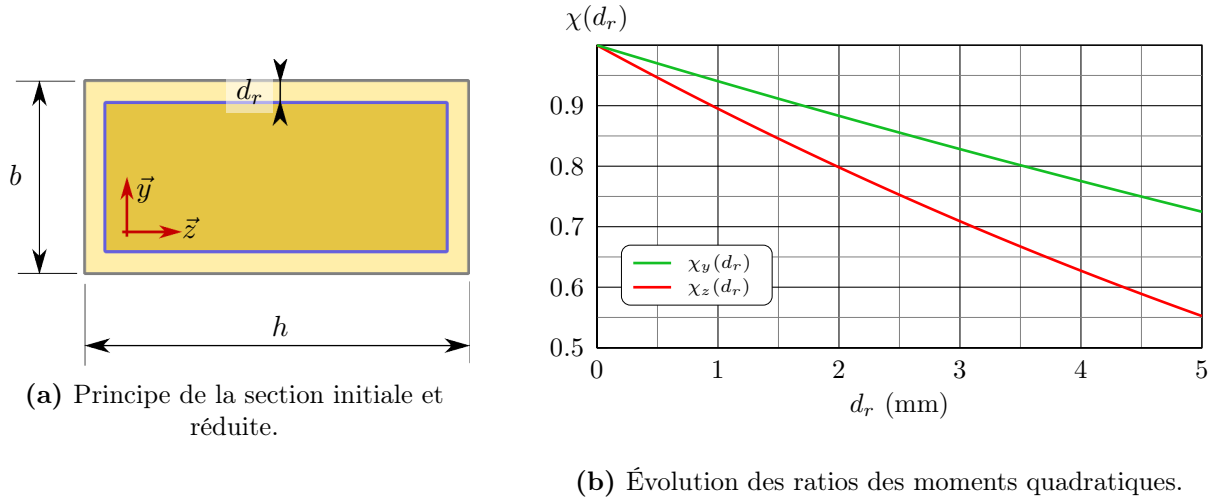 d_r
b
y⃗
z⃗
h
(a) Principe de la section initiale et
réduite.
χ(d_r)
0.9
0.8
0.7
0.6
0.5
χ_y(d_r)
χ_z(d_r)
0 1 2 3 4 5
d_r (mm)
(b) Évolution des ratios des moments quadratiques.